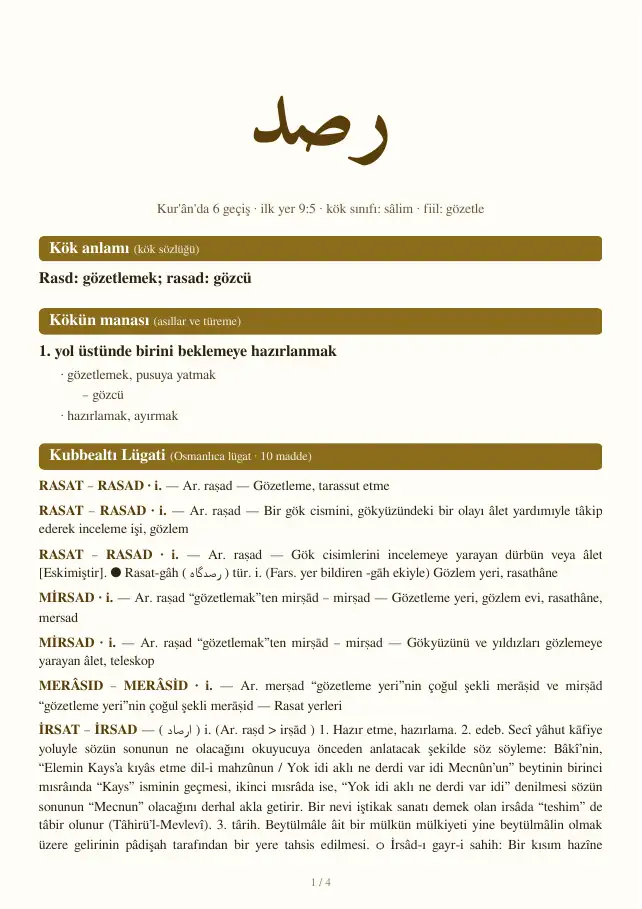 رصد
Kur'ân'da 6 geçiş · ilk yer 9:5 · kök sınıfı: sâlim · fiil: gözetle
Kök anlamı (kök sözlüğü)
Rasd: gözetlemek; rasad: gözcü
Kökün manası (asıllar ve türeme)
1. yol üstünde birini beklemeye hazırlanmak
· gözetlemek, pusuya yatmak
– gözcü
· hazırlamak, ayırmak
Kubbealtı Lügati (Osmanlıca lügat · 10 madde)
RASAT – RASAD · i. — Ar. raṣad — Gözetleme, tarassut etme
RASAT – RASAD · i. — Ar. raṣad — Bir gök cismini, gökyüzündeki bir olayı âlet yardımıyle tâkip
ederek inceleme işi, gözlem
RASAT – RASAD · i. — Ar. raṣad — Gök cisimlerini incelemeye yarayan dürbün veya âlet
[Eskimiştir]. ● Rasat-gâh ( رصدگاه ) tür. i. (Fars. yer bildiren -gāh ekiyle) Gözlem yeri, rasathâne
MİRSAD · i. — Ar. raṣad “gözetlemak”ten mirṣād – mirṣad — Gözetleme yeri, gözlem evi, rasathâne,
mersad
MİRSAD · i. — Ar. raṣad “gözetlemak”ten mirṣād – mirṣad — Gökyüzünü ve yıldızları gözlemeye
yarayan âlet, teleskop
MERÂSID – MERÂSİD · i. — Ar. merṣad “gözetleme yeri”nin çoğul şekli merāṣid ve mirṣād
“gözetleme yeri”nin çoğul şekli merāṣid — Rasat yerleri
İRSAT – İRSAD — ( ارصاد ) i. (Ar. raṣd > irṣād ) 1. Hazır etme, hazırlama. 2. edeb. Secî yâhut kāfiye
yoluyle sözün sonunun ne olacağını okuyucuya önceden anlatacak şekilde söz söyleme: Bâkî’nin,
“Elemin Kays’a kıyâs etme dil-i mahzûnun / Yok idi aklı ne derdi var idi Mecnûn’un” beytinin birinci
mısrâında “Kays” isminin geçmesi, ikinci mısrâda ise, “Yok idi aklı ne derdi var idi” denilmesi sözün
sonunun “Mecnun” olacağını derhal akla getirir. Bir nevi iştikak sanatı demek olan irsâda “teshim” de
tâbir olunur (Tâhirü’l-Mevlevî). 3. târih. Beytülmâle âit bir mülkün mülkiyeti yine beytülmâlin olmak
üzere gelirinin pâdişah tarafından bir yere tahsis edilmesi. ○ İrsâd-ı gayr-i sahih: Bir kısım hazîne
1 / 4